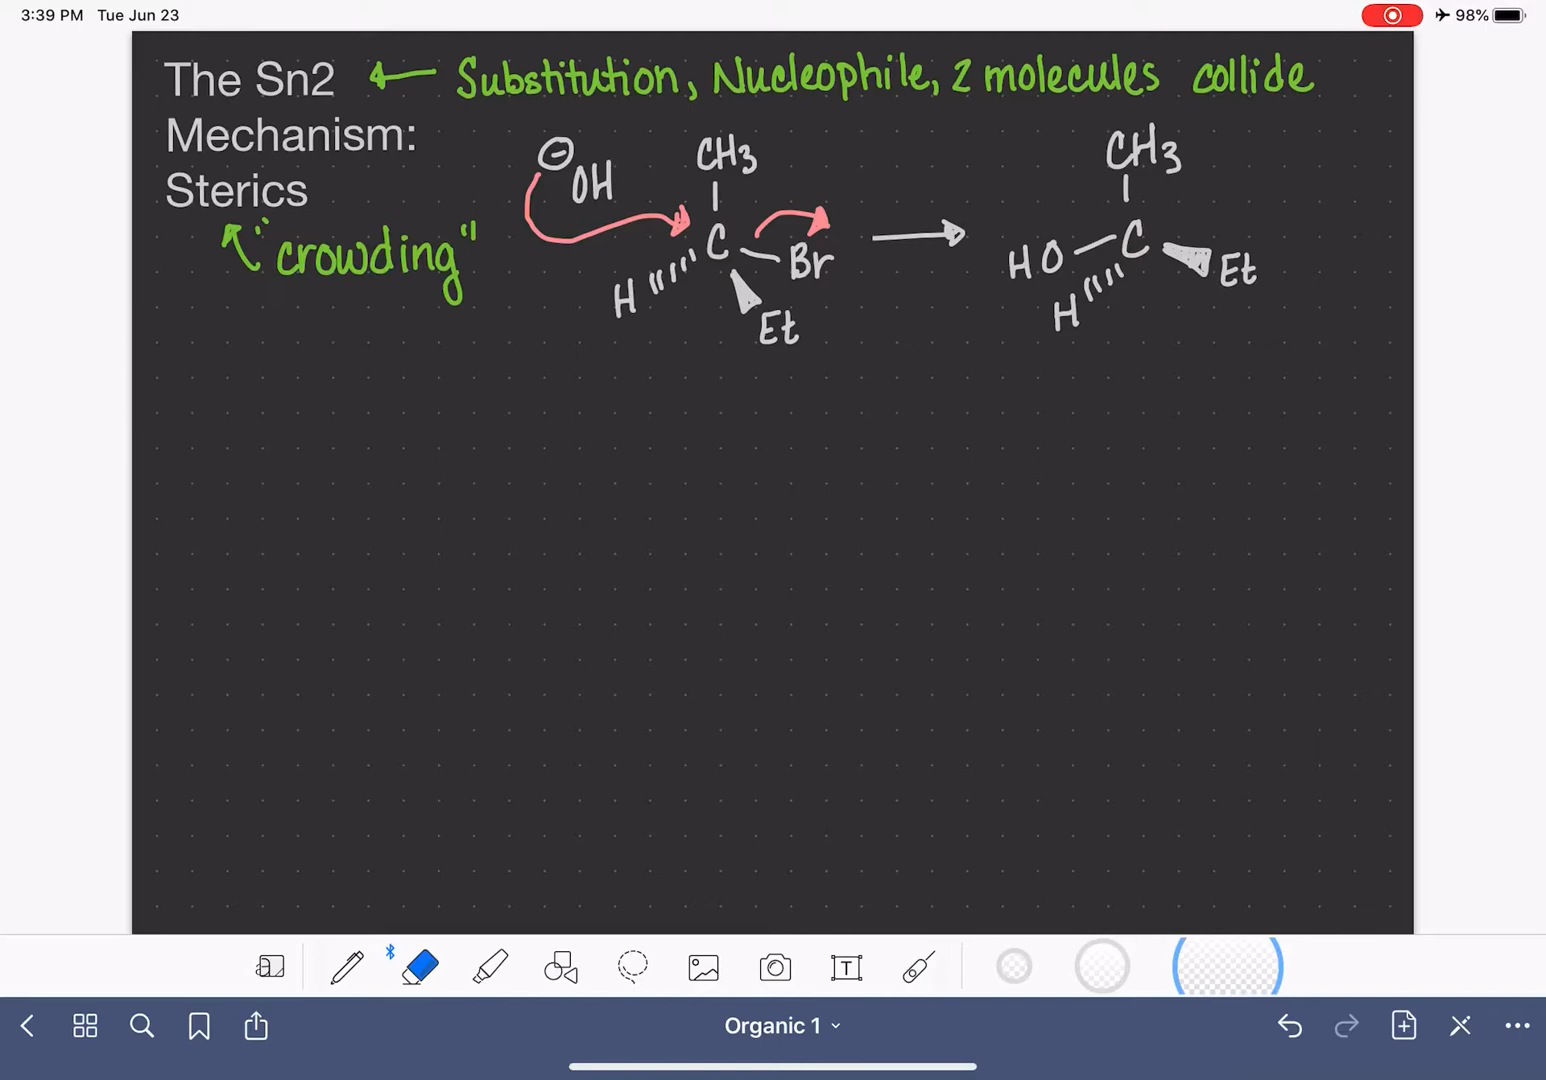 3:39 PM Tue Jun 23
98%
The Sn2 ← Substitution, Nucleophile, 2 molecules collide
Mechanism:
Sterics
"crowding"
⊖
OH
CH3
C
Br
H
Et
CH3
HO
C
Et
H
T
Organic 1